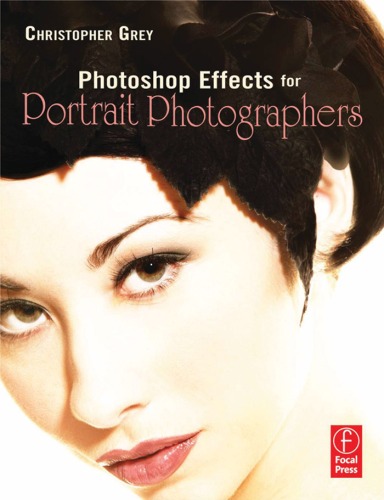 CHRISTOPHER GREY
Photoshop Effects for
Portrait Photographers
f
Focal
Press